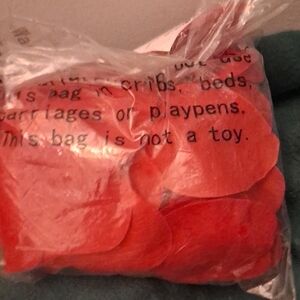 not use
this bag in cribs, beds,
carriages or playpens.
This bag is not a toy.